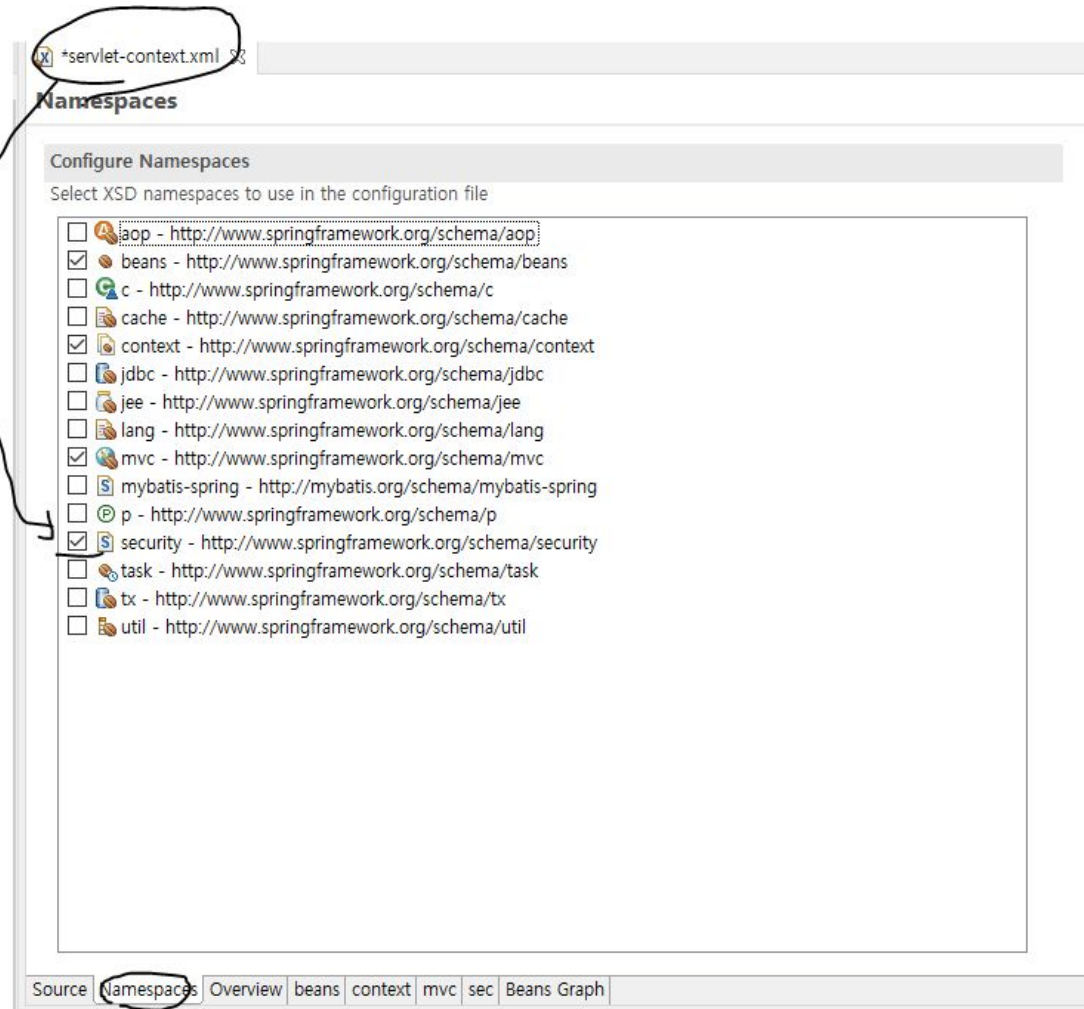 *servlet-context.xml
Namespaces
Configure Namespaces
Select XSD namespaces to use in the configuration file
aop - http://www.springframework.org/schema/aop
beans - http://www.springframework.org/schema/beans
c - http://www.springframework.org/schema/c
cache - http://www.springframework.org/schema/cache
context - http://www.springframework.org/schema/context
jdbc - http://www.springframework.org/schema/jdbc
jee - http://www.springframework.org/schema/jee
lang - http://www.springframework.org/schema/lang
mvc - http://www.springframework.org/schema/mvc
mybatis-spring - http://mybatis.org/schema/mybatis-spring
p - http://www.springframework.org/schema/p
security - http://www.springframework.org/schema/security
task - http://www.springframework.org/schema/task
tx - http://www.springframework.org/schema/tx
util - http://www.springframework.org/schema/util
Source Namespaces Overview beans context mvc sec Beans Graph